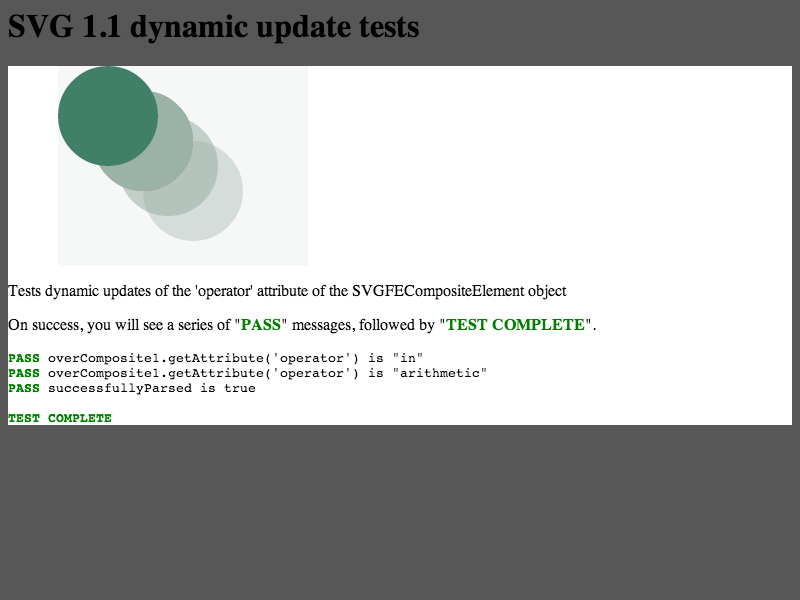 SVG 1.1 dynamic update tests
Tests dynamic updates of the 'operator' attribute of the SVGFECompositeElement object
On success, you will see a series of "PASS" messages, followed by "TEST COMPLETE".
PASS overComposite1.getAttribute('operator') is "in"
PASS overComposite1.getAttribute('operator') is "arithmetic"
PASS successfullyParsed is true
TEST COMPLETE